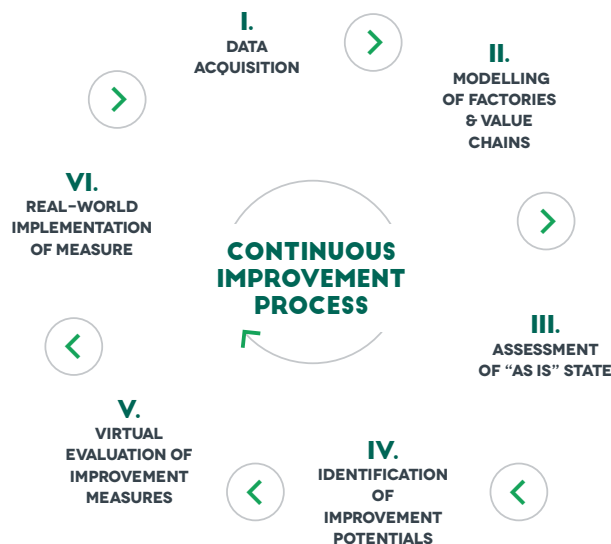 I.
DATA
ACQUISITION
II.
MODELLING
OF FACTORIES
& VALUE
CHAINS
III.
ASSESSMENT
OF “AS IS” STATE
IV.
IDENTIFICATION
OF
IMPROVEMENT
POTENTIALS
V.
VIRTUAL
EVALUATION OF
IMPROVEMENT
MEASURES
VI.
REAL-WORLD
IMPLEMENTATION
OF MEASURE
CONTINUOUS
IMPROVEMENT
PROCESS